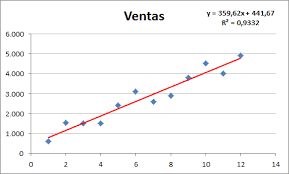 Ventas
y = 359,62x + 441,67
R² = 0,9332
6.000
5.000
4.000
3.000
2.000
1.000
0
0 2 4 6 8 10 12 14